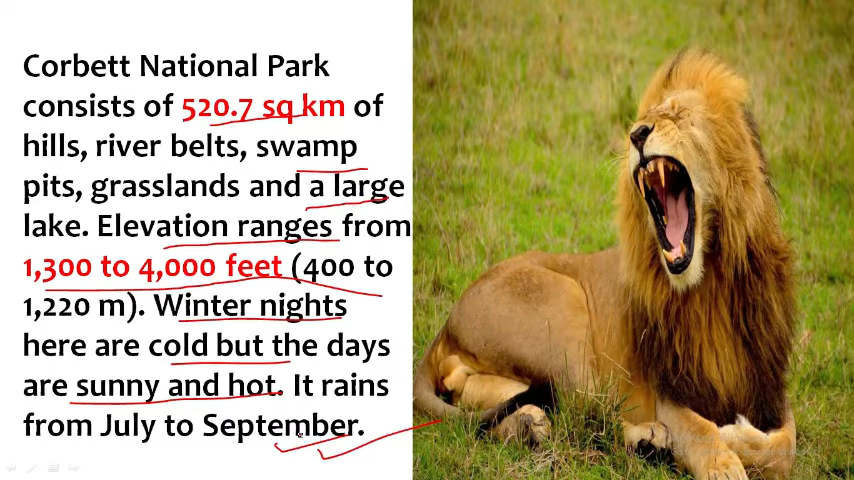 Corbett National Park
consists of 520.7 sq km of
hills, river belts, swamp
pits, grasslands and a large
lake. Elevation ranges from
1,300 to 4,000 feet (400 to
1,220 m). Winter nights
here are cold but the days
are sunny and hot. It rains
from July to September.